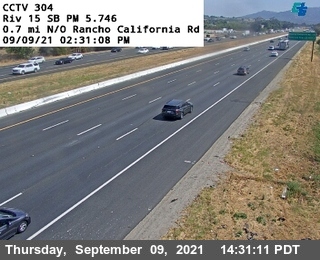 CCTV 304
Riv 15 SB PM 5.746
0.7 mi N/O Rancho California Rd
09/09/21 02:31:08 PM
Thursday, September 09, 2021 14:31:11 PDT